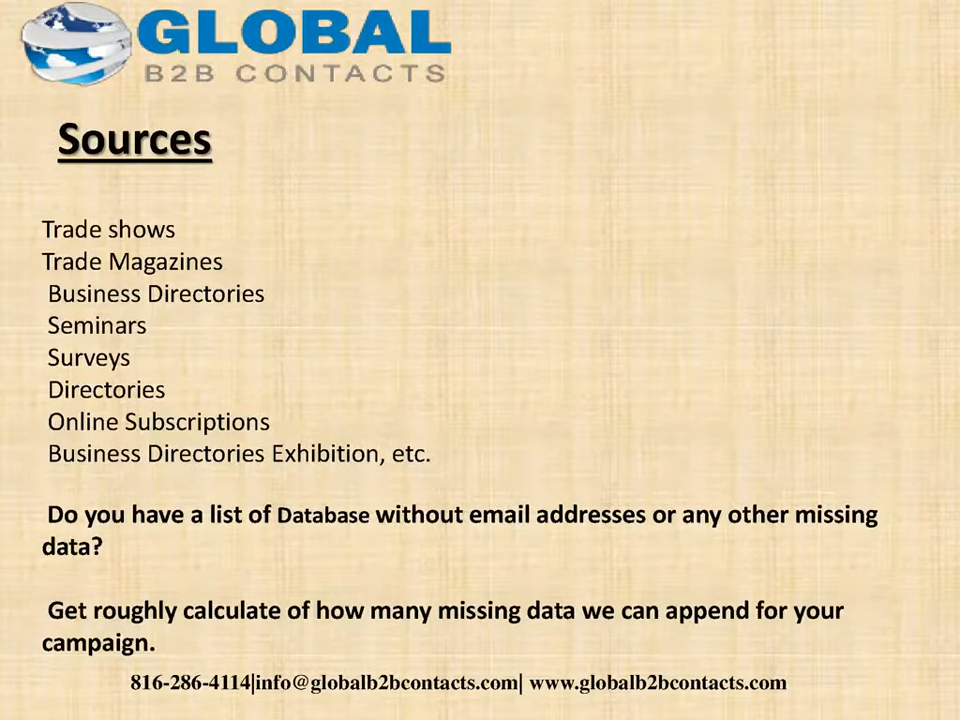 GLOBAL
B2B CONTACTS
Sources
Trade shows
Trade Magazines
Business Directories
Seminars
Surveys
Directories
Online Subscriptions
Business Directories Exhibition, etc.
Do you have a list of Database without email addresses or any other missing
data?
Get roughly calculate of how many missing data we can append for your
campaign.
816-286-4114|info@globalb2bcontacts.com| www.globalb2bcontacts.com